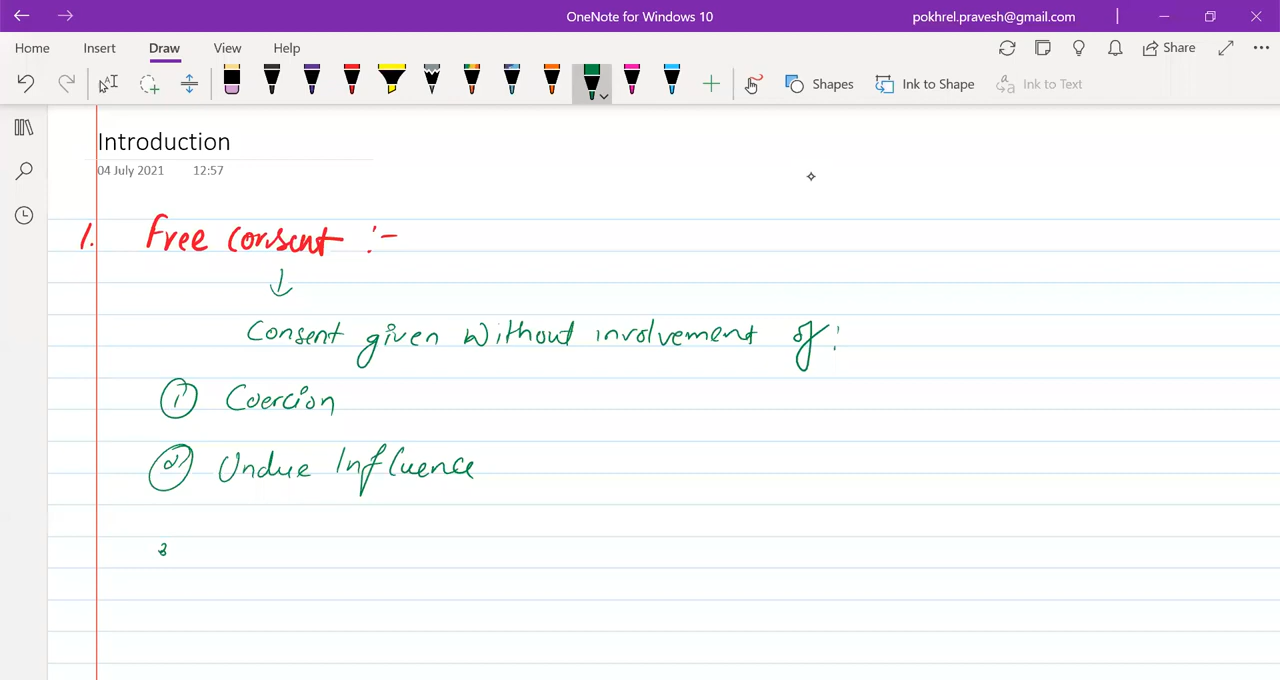 OneNote for Windows 10
pokhrel.pravesh@gmail.com
Home Insert Draw View Help
Share
Shapes Ink to Shape Ink to Text
Introduction
04 July 2021 12:57
1. Free consent :-
Consent given Without involvement of :
1 Coercion
2 Undue Influence
3